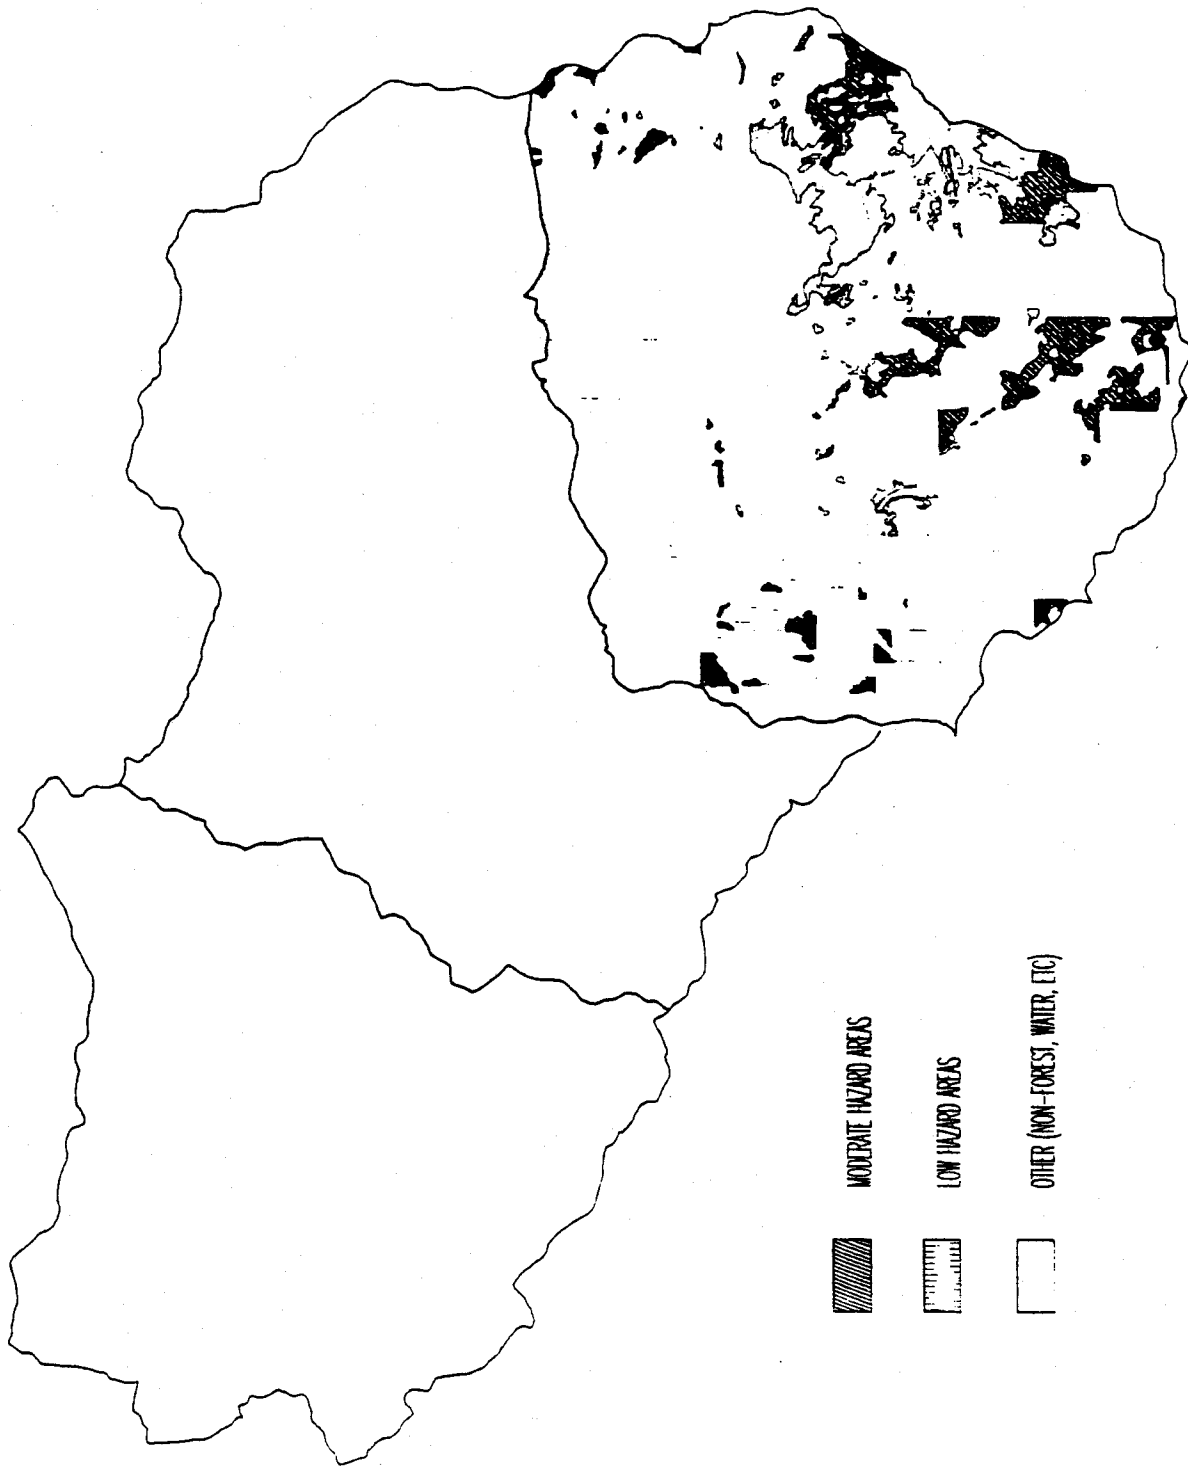 MODERATE HAZARD AREAS
LOW HAZARD AREAS
OTHER (NON-FOREST, WATER, ETC)